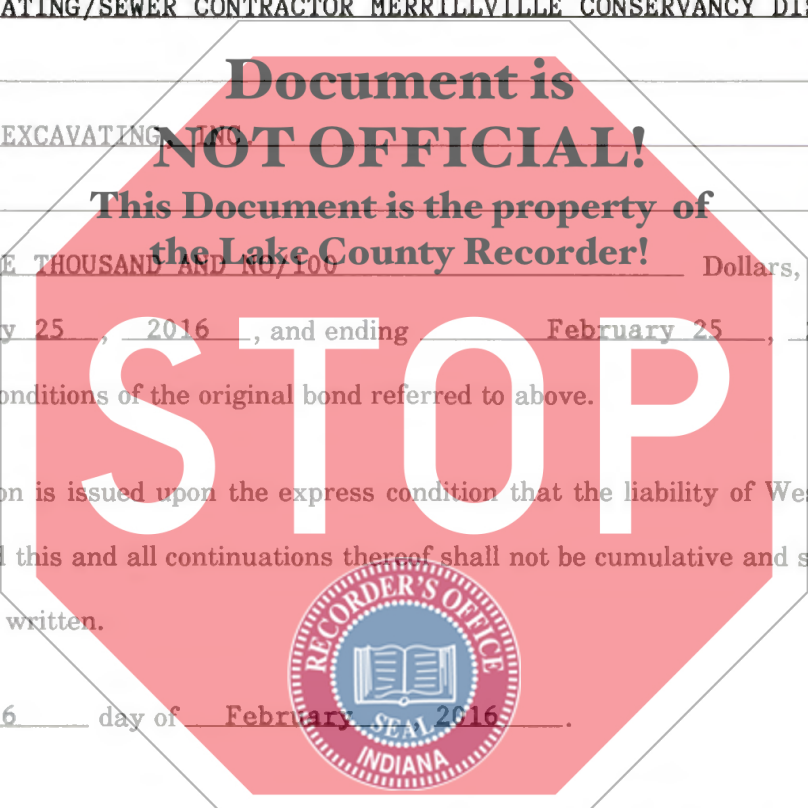 ATING/SEWER CONTRACTOR MERRILLVILLE CONSERVANCY DIS
Document is
EXCAVATING, INC.
NOT OFFICIAL!
This Document is the property of
the Lake County Recorder!
E THOUSAND AND NO/100 Dollars,
y 25 , 2016 , and ending February 25 ,
STOP
onditions of the original bond referred to above.
on is issued upon the express condition that the liability of Wes
d this and all continuations thereof shall not be cumulative and s
written.
RECORDER'S OFFICE
6 day of February , 2016 .
SEAL
INDIANA